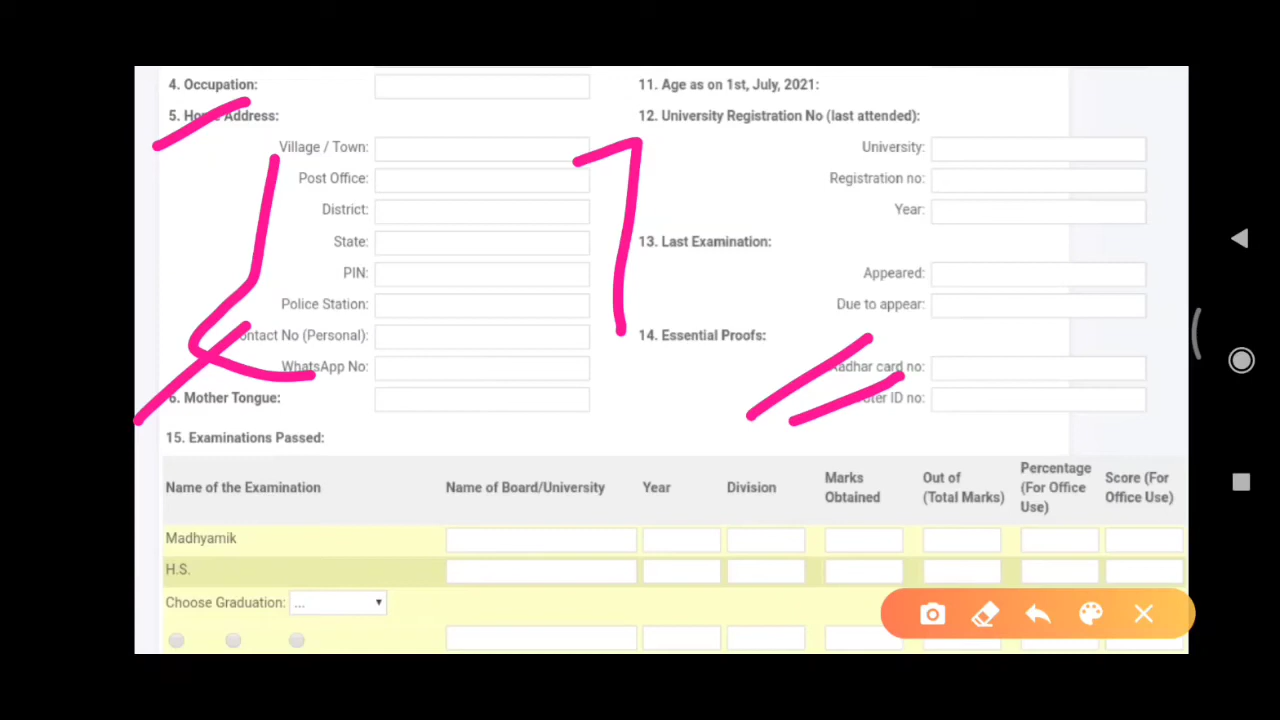 4. Occupation:
5. Home Address:
Village / Town:
Post Office:
District:
State:
PIN:
Police Station:
Contact No (Personal):
WhatsApp No:
6. Mother Tongue:
11. Age as on 1st, July, 2021:
12. University Registration No (last attended):
University:
Registration no:
Year:
13. Last Examination:
Appeared:
Due to appear:
14. Essential Proofs:
Aadhar card no:
Voter ID no:
15. Examinations Passed:
Name of the Examination
Name of Board/University
Year
Division
Marks
Obtained
Out of
(Total Marks)
Percentage
(For Office
Use)
Score (For
Office Use)
Madhyamik
H.S.
Choose Graduation: ...